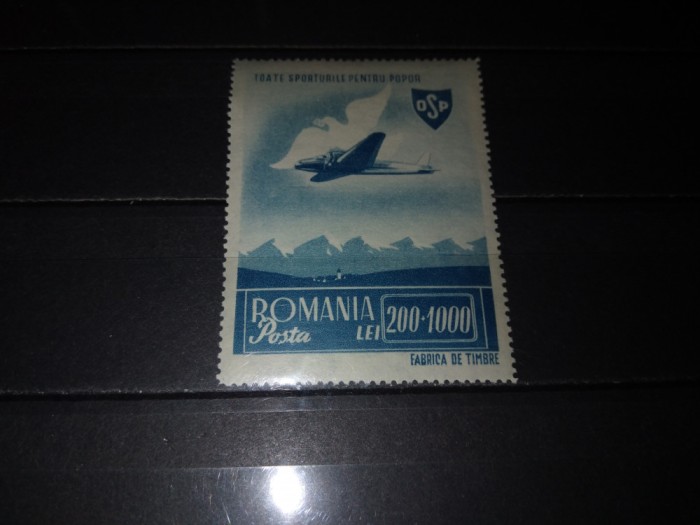 TOATE SPORTURILE PENTRU POPOR
OSP
ROMANIA
Posta LEI 200+1000
FABRICA DE TIMBRE